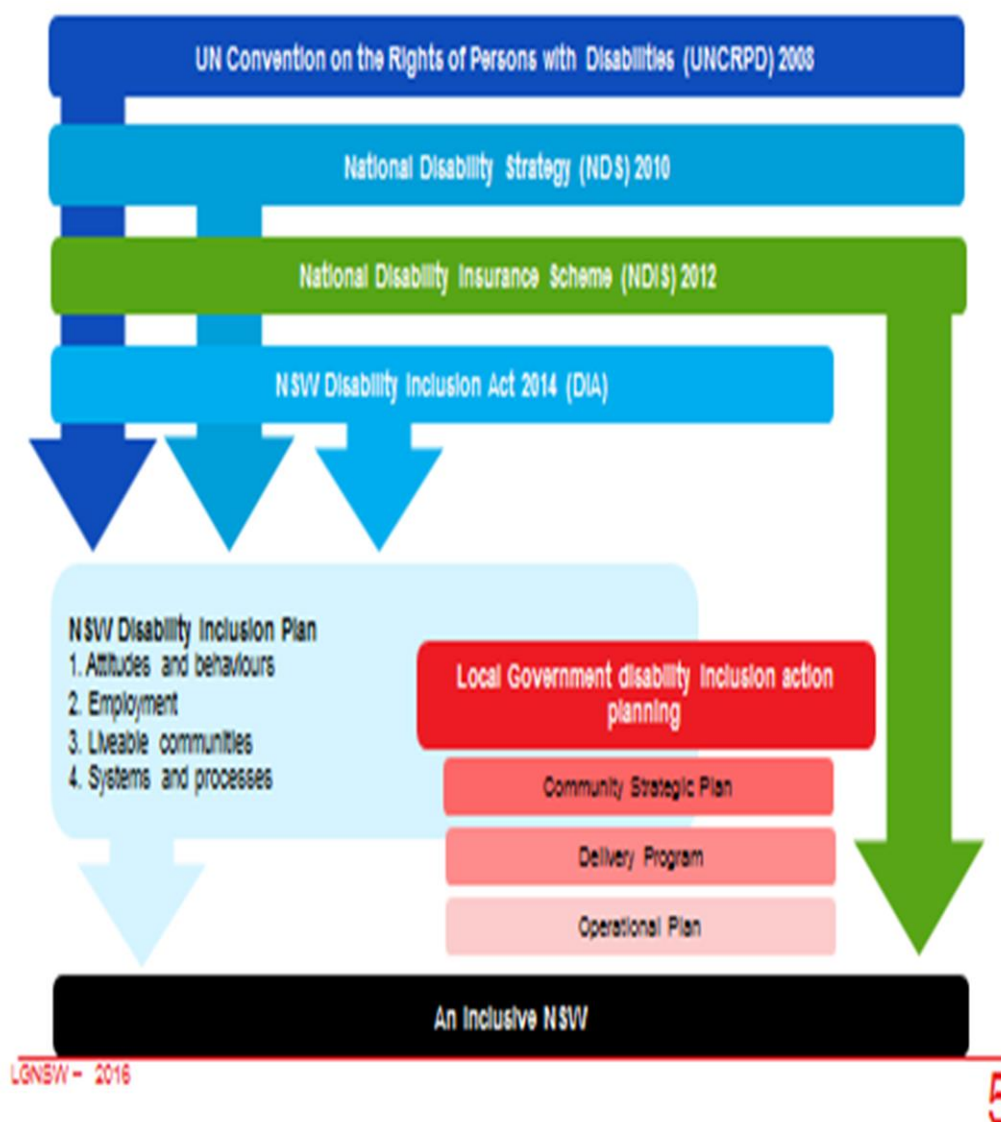 UN Convention on the Rights of Persons with Disabilities (UNCRPD) 2008
National Disability Strategy (NDS) 2010
National Disability Insurance Scheme (NDIS) 2012
NSW Disability Inclusion Act 2014 (DIA)
NSW Disability Inclusion Plan
1. Attitudes and behaviours
2. Employment
3. Liveable communities
4. Systems and processes
Local Government disability inclusion action
planning
Community Strategic Plan
Delivery Program
Operational Plan
An Inclusive NSW
LGNSW – 2016
5